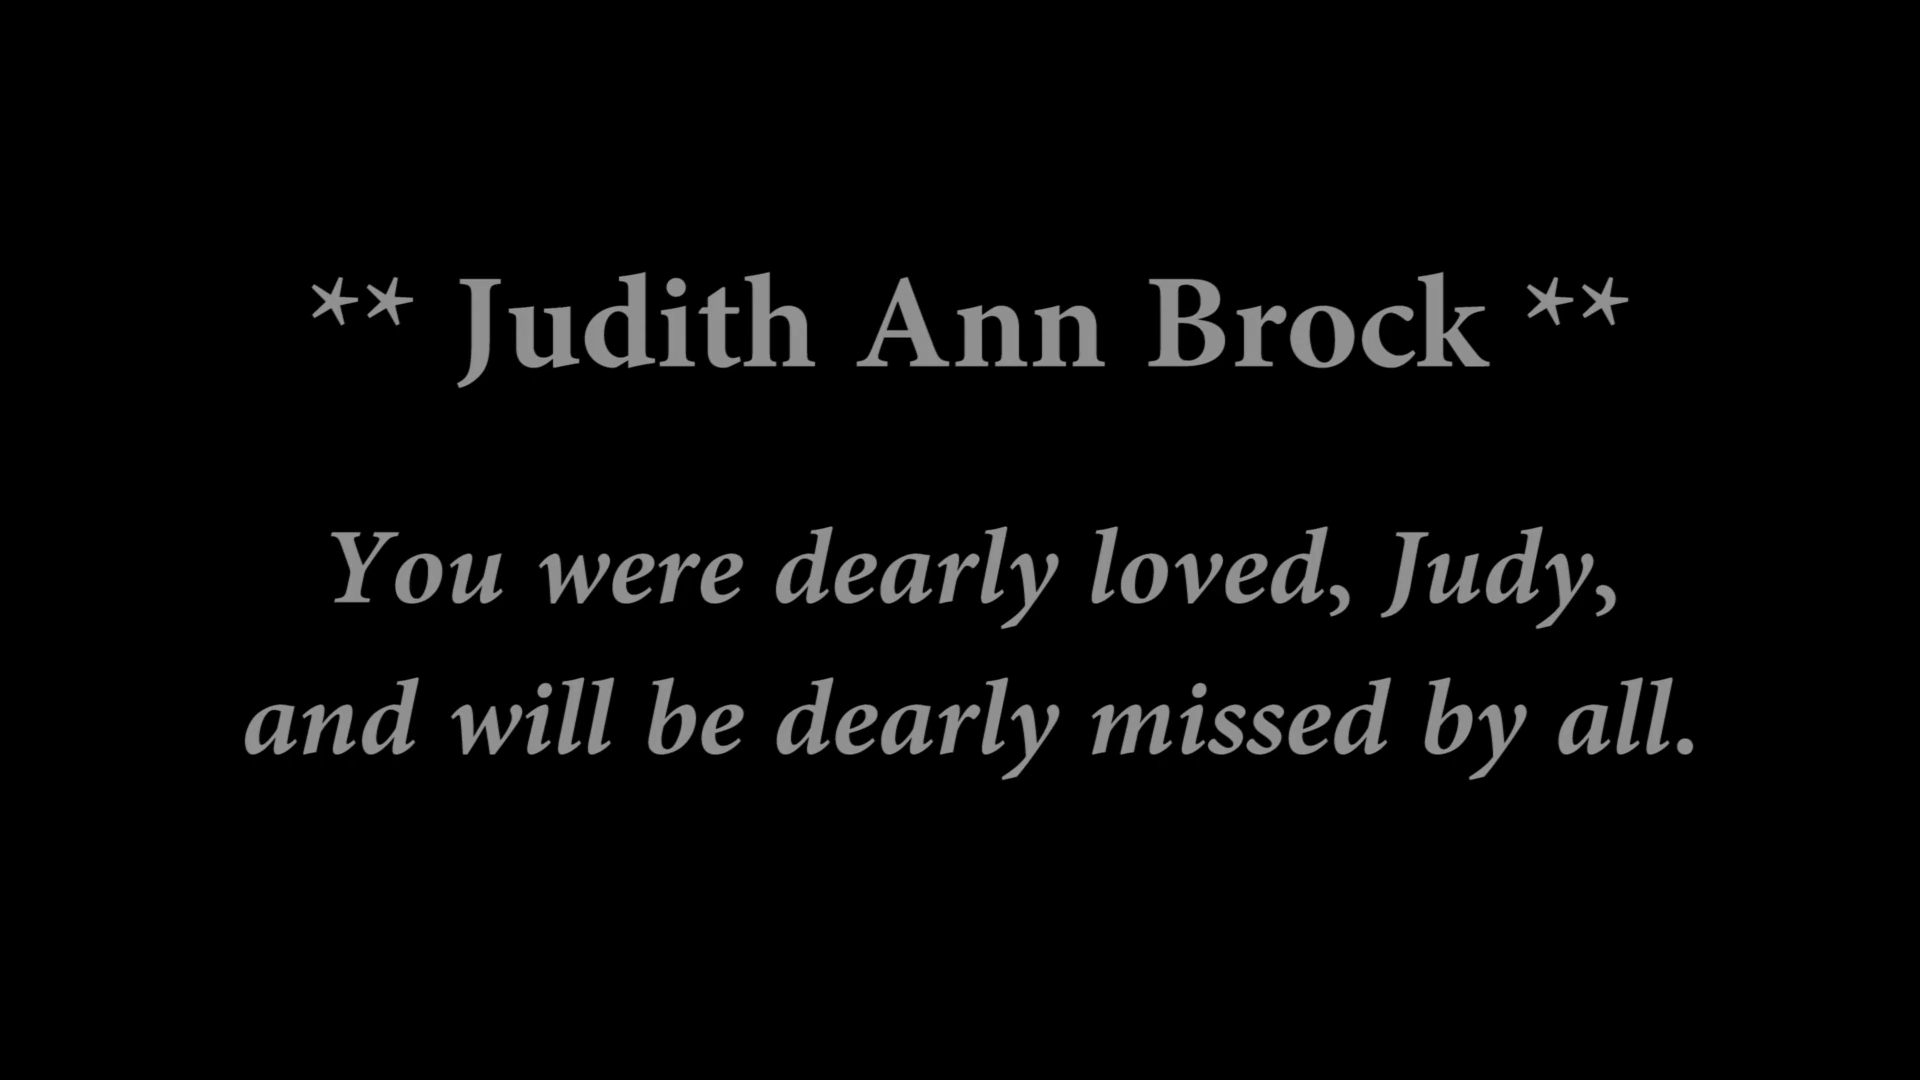 ** Judith Ann Brock **
You were dearly loved, Judy,
and will be dearly missed by all.